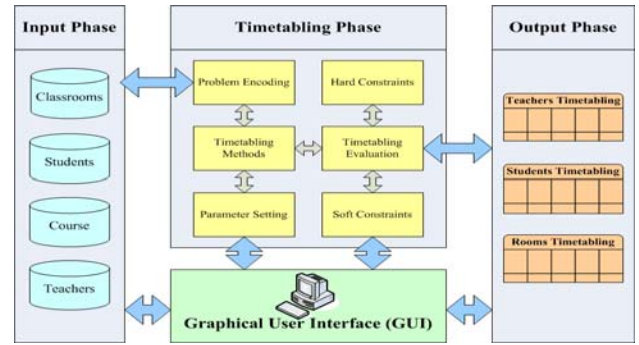 Input Phase
Classrooms
Students
Course
Teachers
Timetabling Phase
Problem Encoding
Hard Constraints
Timetabling
Methods
Timetabling
Evaluation
Parameter Setting
Soft Constraints
Graphical User Interface (GUI)
Output Phase
Teachers Timetabling
Students Timetabling
Rooms Timetabling